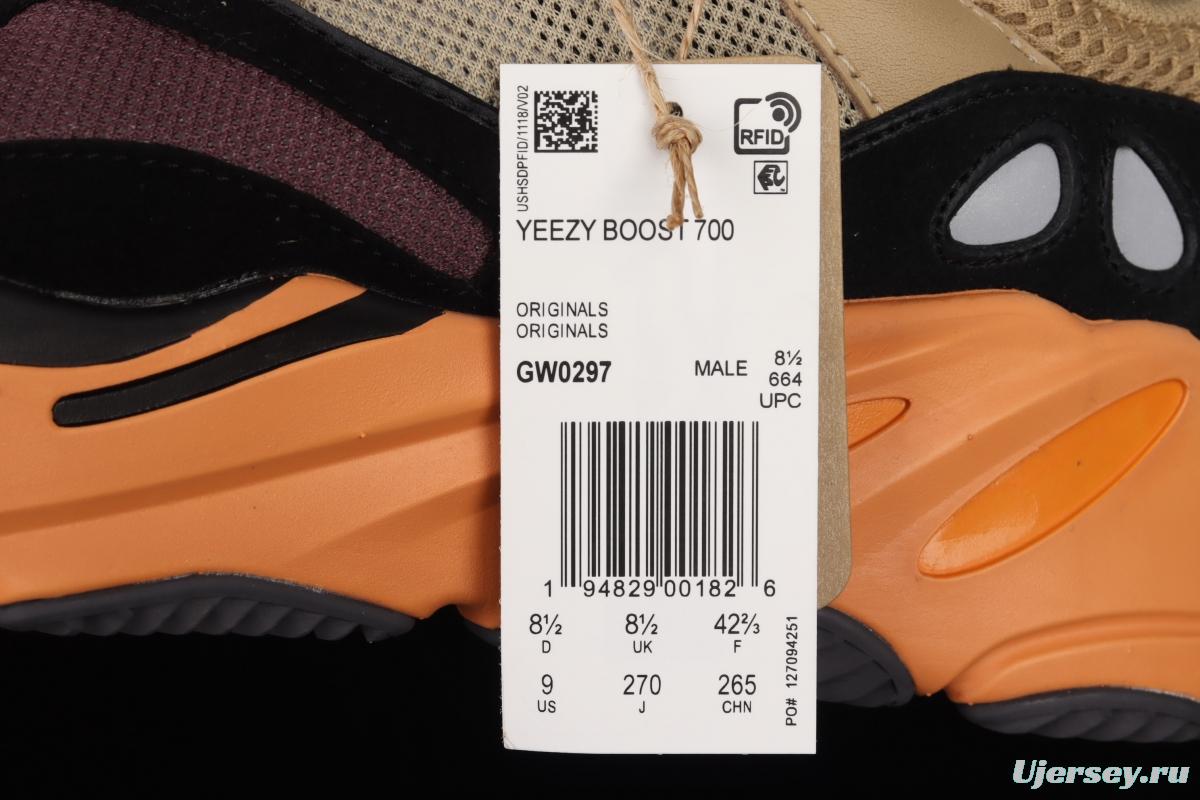 USHSDPFID/1118/V02
RFID
YEEZY BOOST 700
ORIGINALS
ORIGINALS
GW0297
MALE
8½
664
UPC
1 94829 00182 6
8½ 8½ 42⅔
D UK F
9 270 265
US J CHN
PO# 127094251
Ujersey.ru